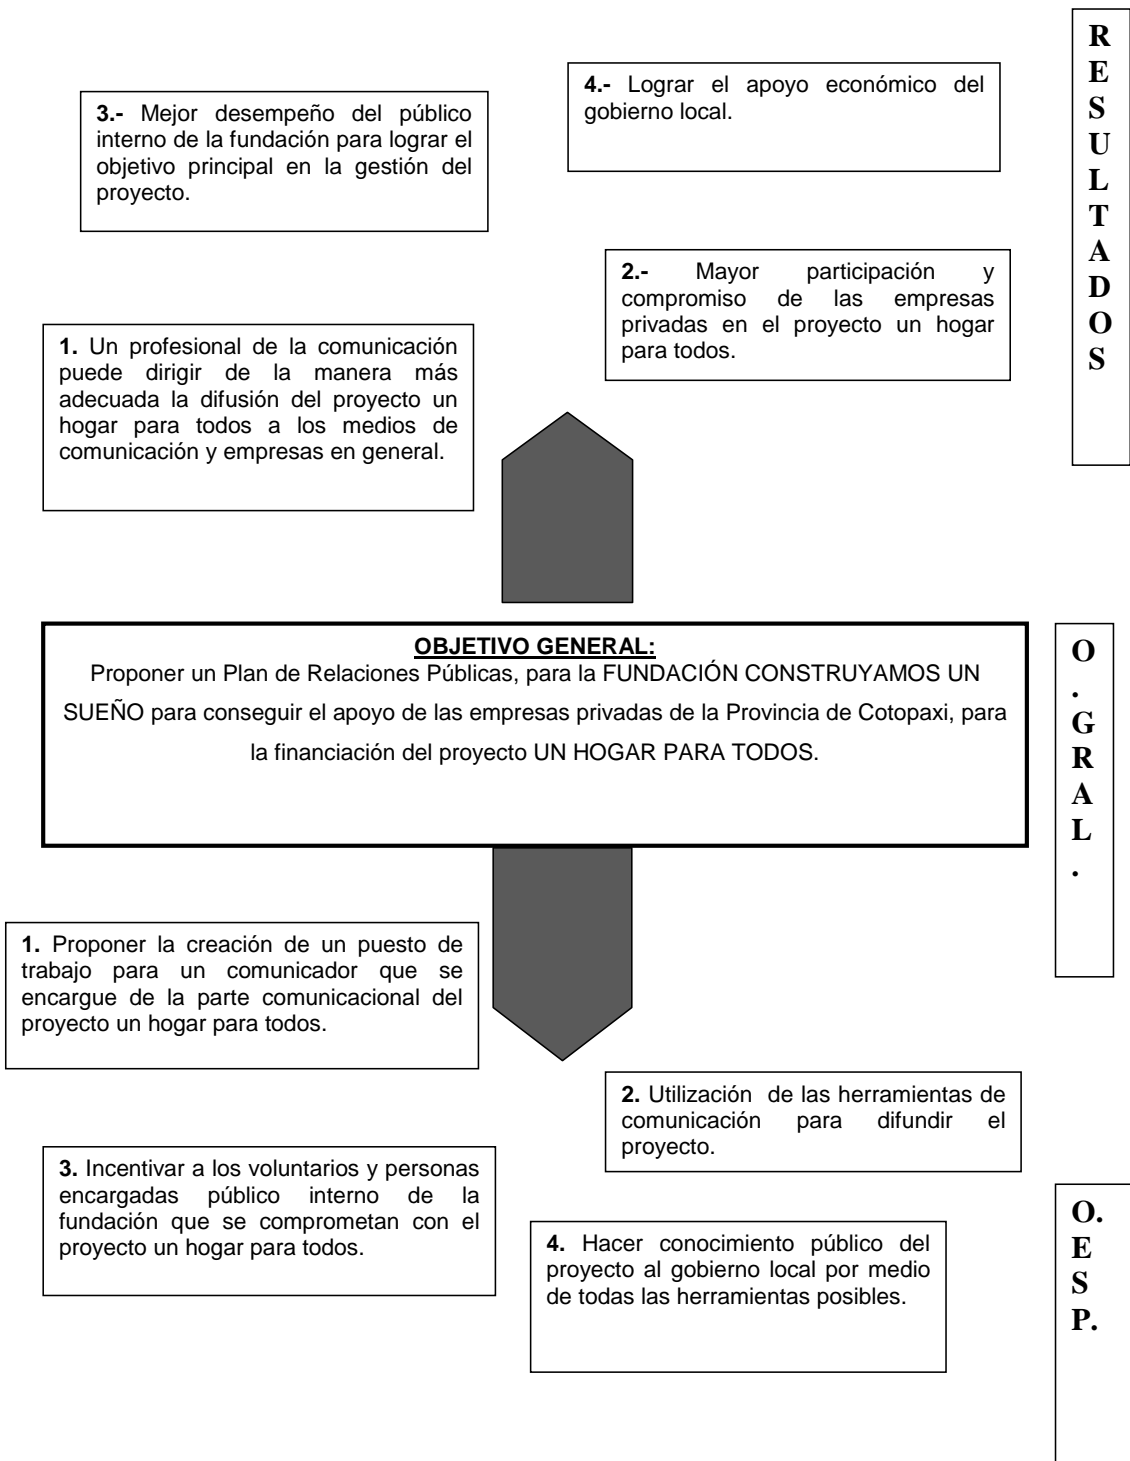 R
E
S
U
L
T
A
D
O
S
4.- Lograr el apoyo económico del
gobierno local.
3.- Mejor desempeño del público
interno de la fundación para lograr el
objetivo principal en la gestión del
proyecto.
2.- Mayor participación y
compromiso de las empresas
privadas en el proyecto un hogar
para todos.
1. Un profesional de la comunicación
puede dirigir de la manera más
adecuada la difusión del proyecto un
hogar para todos a los medios de
comunicación y empresas en general.
OBJETIVO GENERAL:
Proponer un Plan de Relaciones Públicas, para la FUNDACIÓN CONSTRUYAMOS UN
SUEÑO para conseguir el apoyo de las empresas privadas de la Provincia de Cotopaxi, para
la financiación del proyecto UN HOGAR PARA TODOS.
O
.
G
R
A
L
.
1. Proponer la creación de un puesto de
trabajo para un comunicador que se
encargue de la parte comunicacional del
proyecto un hogar para todos.
2. Utilización de las herramientas de
comunicación para difundir el
proyecto.
3. Incentivar a los voluntarios y personas
encargadas público interno de la
fundación que se comprometan con el
proyecto un hogar para todos.
4. Hacer conocimiento público del
proyecto al gobierno local por medio
de todas las herramientas posibles.
O.
E
S
P.